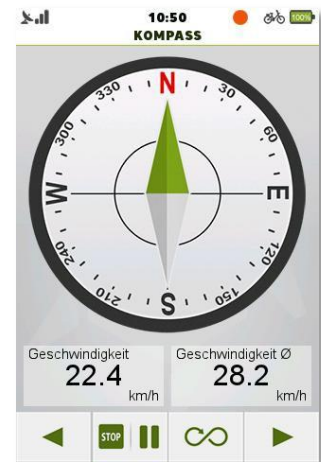 10:50
100%
KOMPASS
N
30
60
E
120
150
S
210
240
W
300
330
Geschwindigkeit
22.4
km/h
Geschwindigkeit Ø
28.2
km/h
STOP